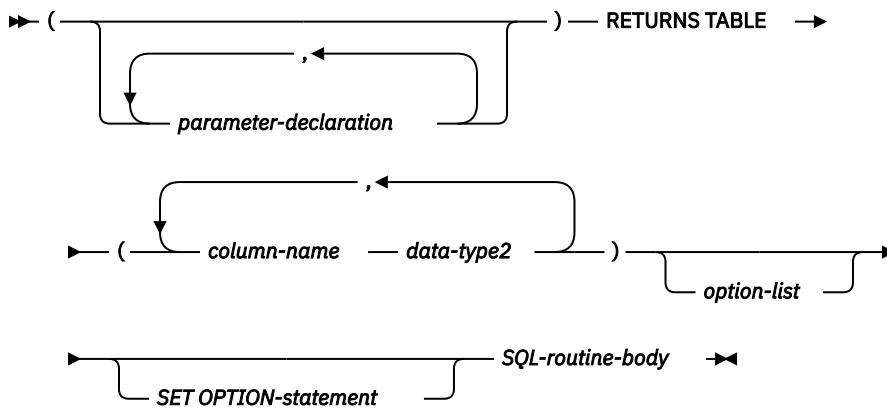 ( ) RETURNS TABLE
,
parameter-declaration
,
( column-name data-type2 )
option-list
SQL-routine-body
SET OPTION-statement